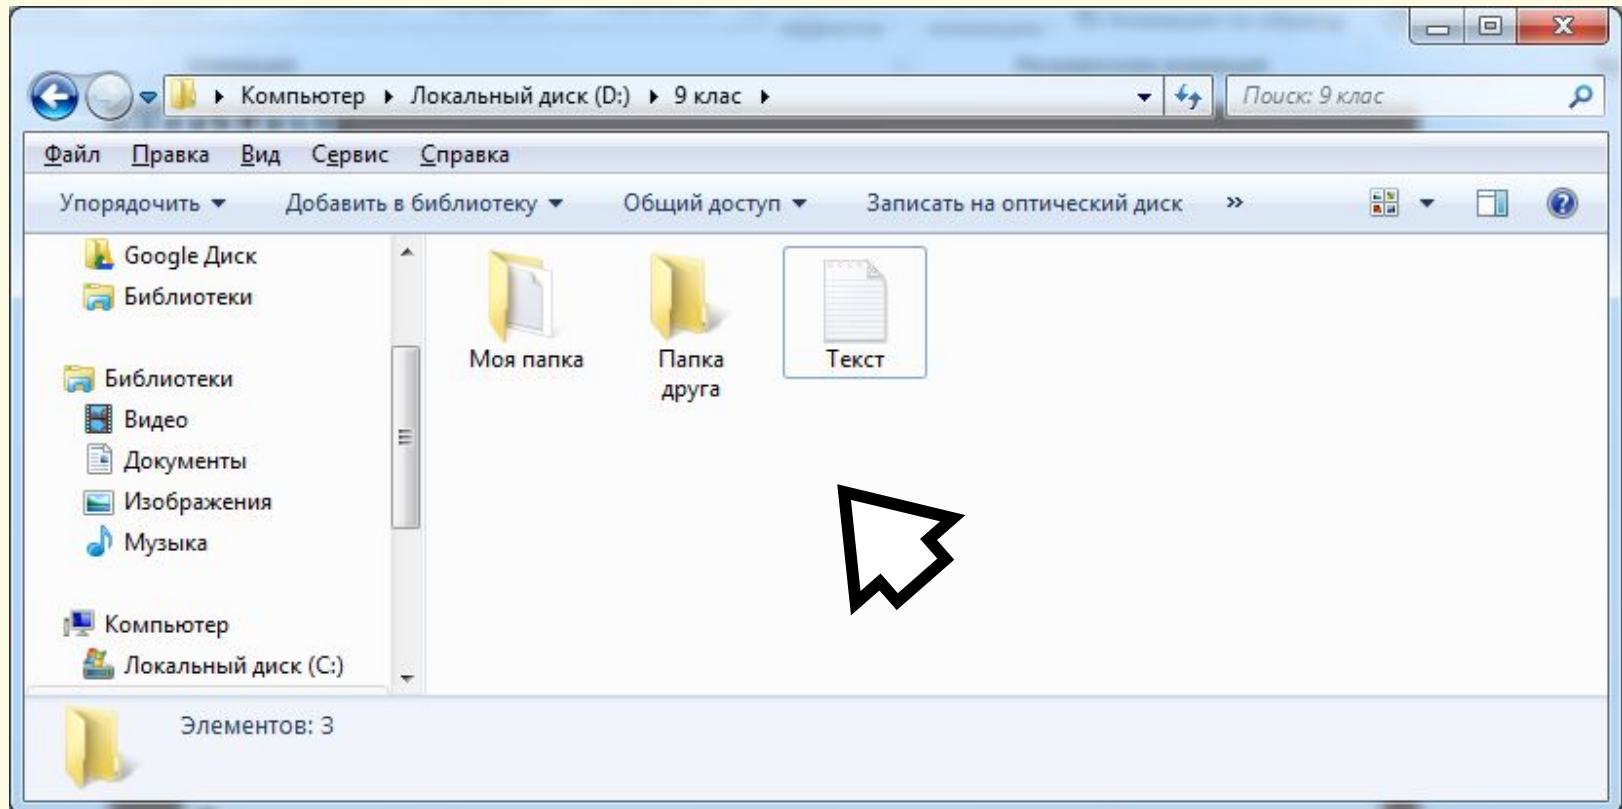 Компьютер Локальный диск (D:) 9 клас Поиск: 9 клас
Файл Правка Вид Сервис Справка
Упорядочить Добавить в библиотеку Общий доступ Записать на оптический диск »
Google Диск
Библиотеки
Библиотеки
Видео
Документы
Изображения
Музыка
Компьютер
Локальный диск (C:)
Моя папка
Папка
друга
Текст
Элементов: 3